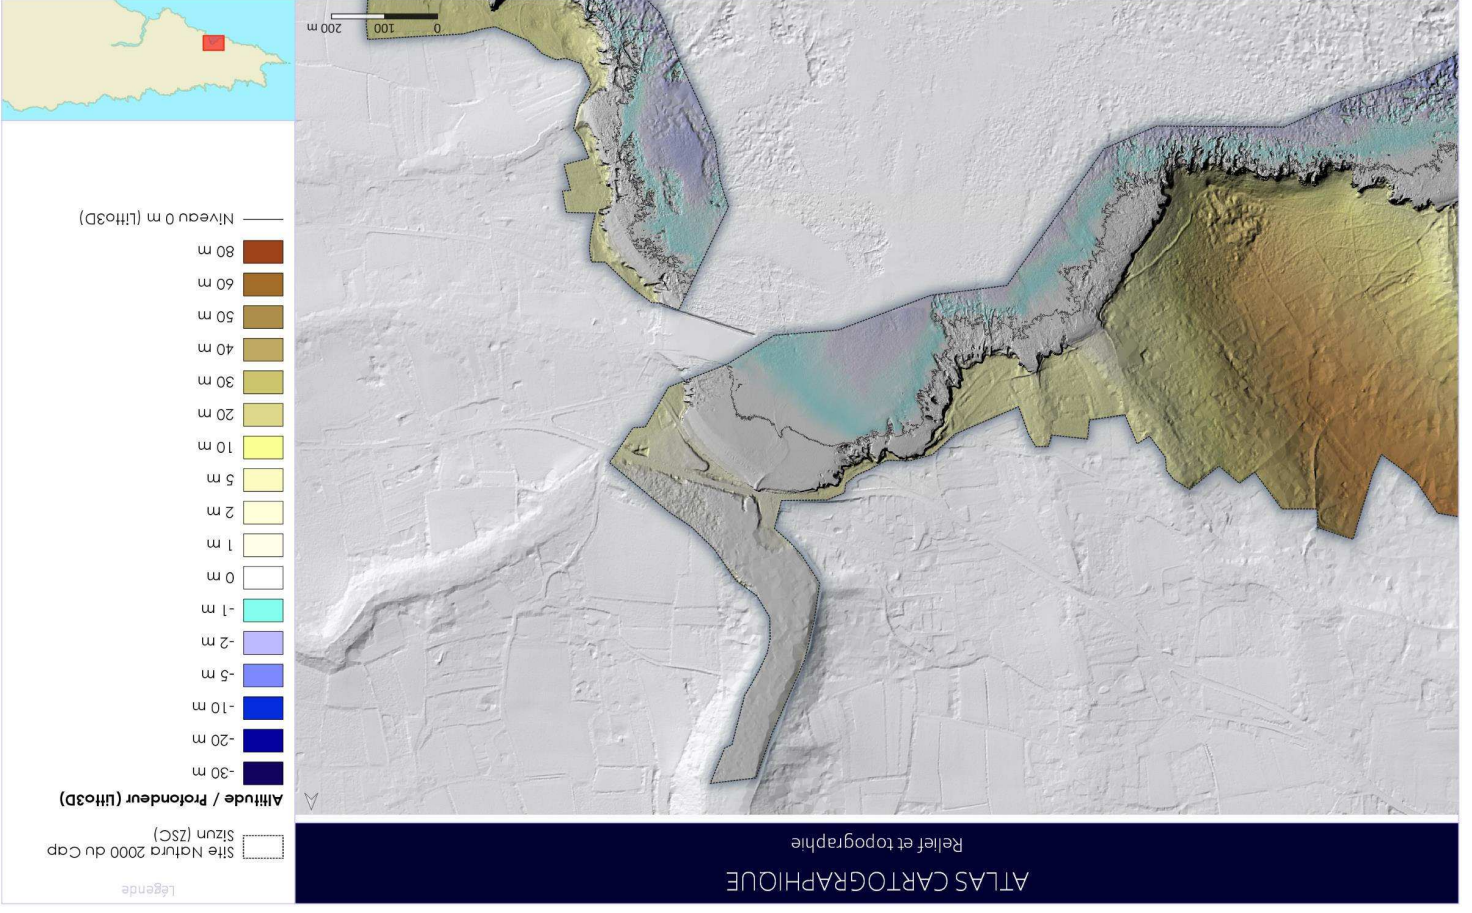 ATLAS CARTOGRAPHIQUE
Relief et topographie
Légende
Site Natura 2000 du Cap
Sizun (ZSC)
Altitude / Profondeur (Litto3D)
-30 m
-20 m
-10 m
-5 m
-2 m
-1 m
0 m
1 m
2 m
5 m
10 m
20 m
30 m
40 m
50 m
60 m
80 m
Niveau 0 m (Litto3D)
0 100 200 m